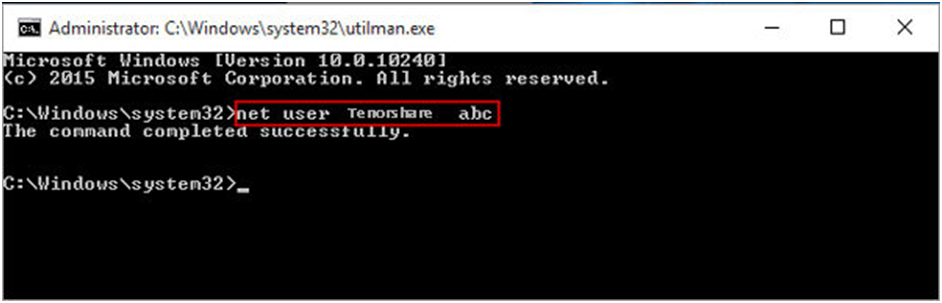 Administrator: C:\Windows\system32\utilman.exe
Microsoft Windows [Version 10.0.10240]
(c) 2015 Microsoft Corporation. All rights reserved.
C:\Windows\system32>net user Tenorshare abc
The command completed successfully.
C:\Windows\system32>_